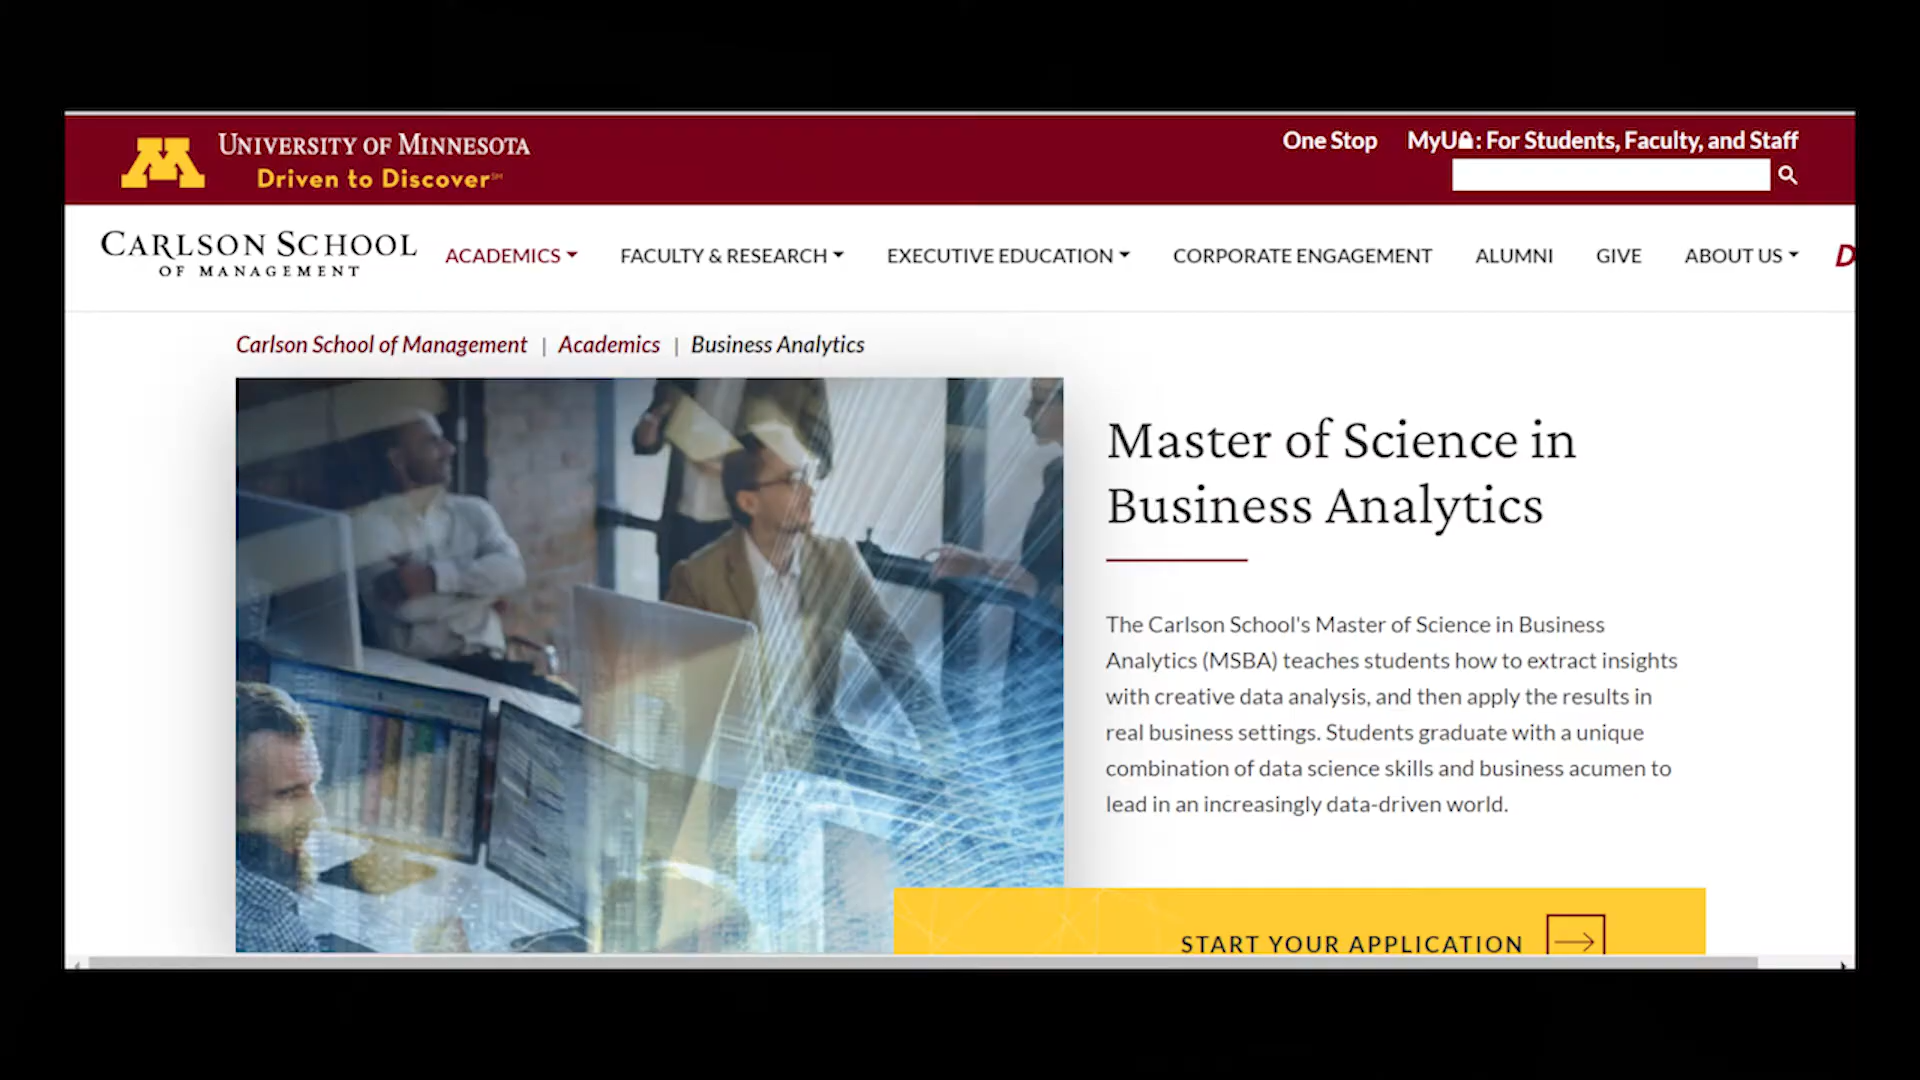 UNIVERSITY OF MINNESOTA
Driven to Discover℠
One Stop MyU: For Students, Faculty, and Staff
CARLSON SCHOOL
OF MANAGEMENT
ACADEMICS FACULTY & RESEARCH EXECUTIVE EDUCATION CORPORATE ENGAGEMENT ALUMNI GIVE ABOUT US D
Carlson School of Management | Academics | Business Analytics
Master of Science in
Business Analytics
The Carlson School's Master of Science in Business
Analytics (MSBA) teaches students how to extract insights
with creative data analysis, and then apply the results in
real business settings. Students graduate with a unique
combination of data science skills and business acumen to
lead in an increasingly data-driven world.
START YOUR APPLICATION